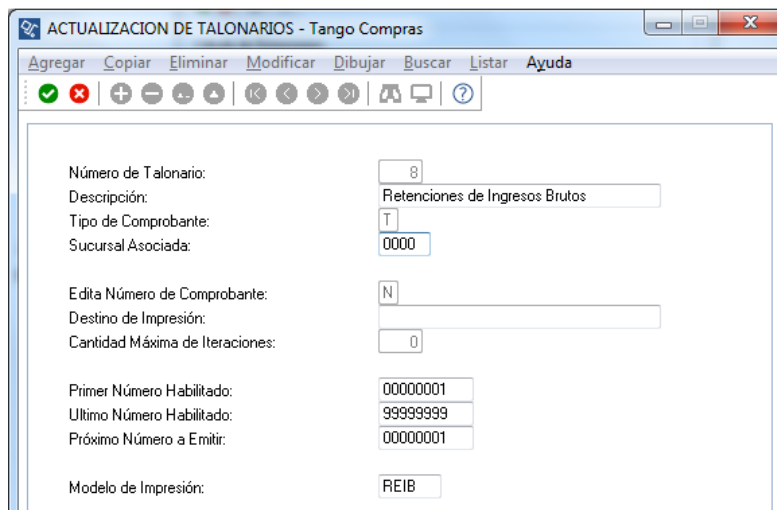 ACTUALIZACION DE TALONARIOS - Tango Compras
Agregar Copiar Eliminar Modificar Dibujar Buscar Listar Ayuda
Número de Talonario: 8
Descripción: Retenciones de Ingresos Brutos
Tipo de Comprobante: T
Sucursal Asociada: 0000
Edita Número de Comprobante: N
Destino de Impresión:
Cantidad Máxima de Iteraciones: 0
Primer Número Habilitado: 00000001
Ultimo Número Habilitado: 99999999
Próximo Número a Emitir: 00000001
Modelo de Impresión: REIB